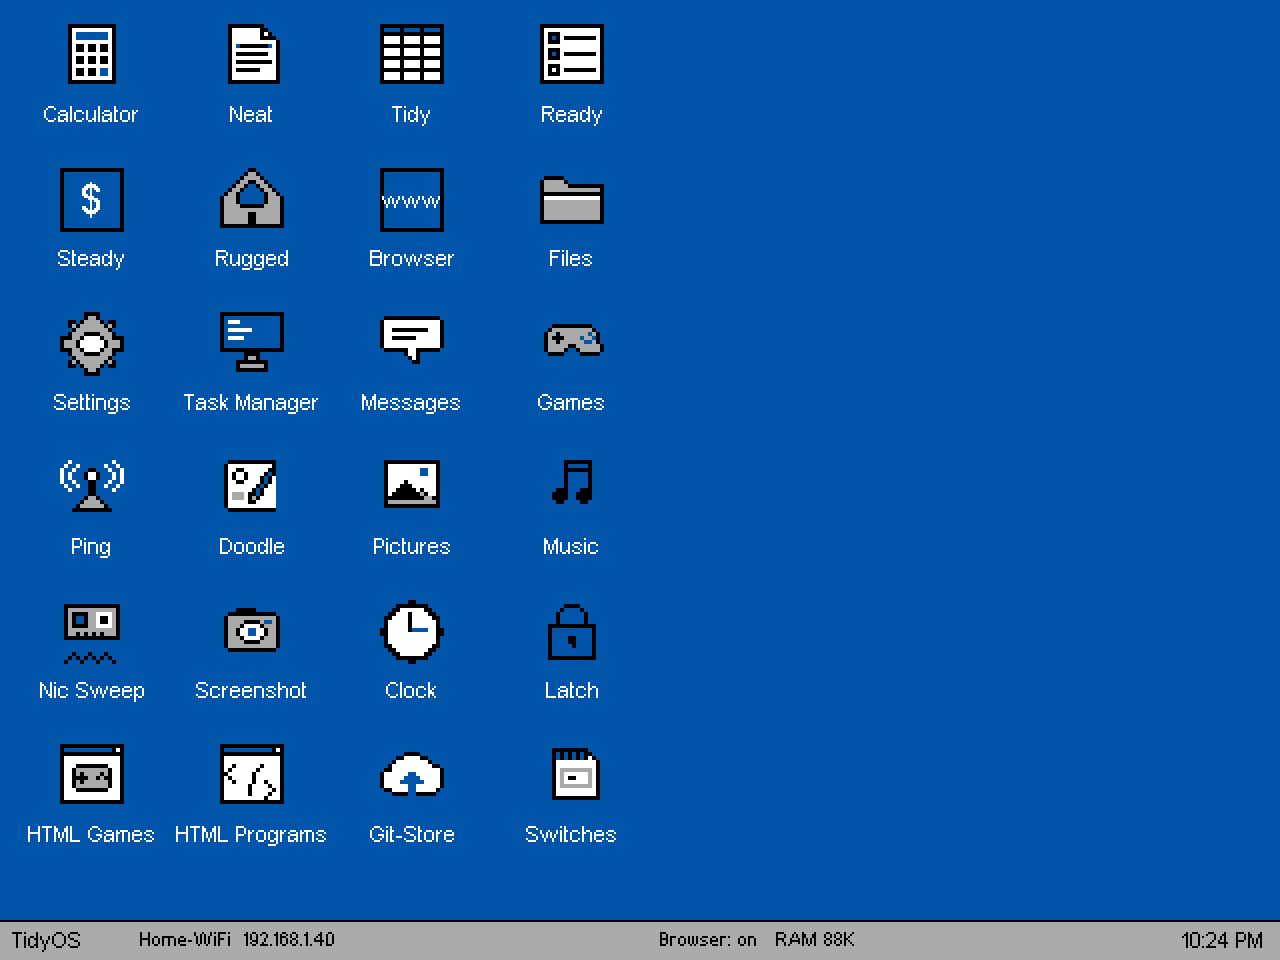 Calculator Neat Tidy Ready
$ www
Steady Rugged Browser Files
Settings Task Manager Messages Games
Ping Doodle Pictures Music
Nic Sweep Screenshot Clock Latch
HTML Games HTML Programs Git-Store Switches
TidyOS Home-WiFi 192.168.1.40 Browser: on RAM 88K 10:24 PM